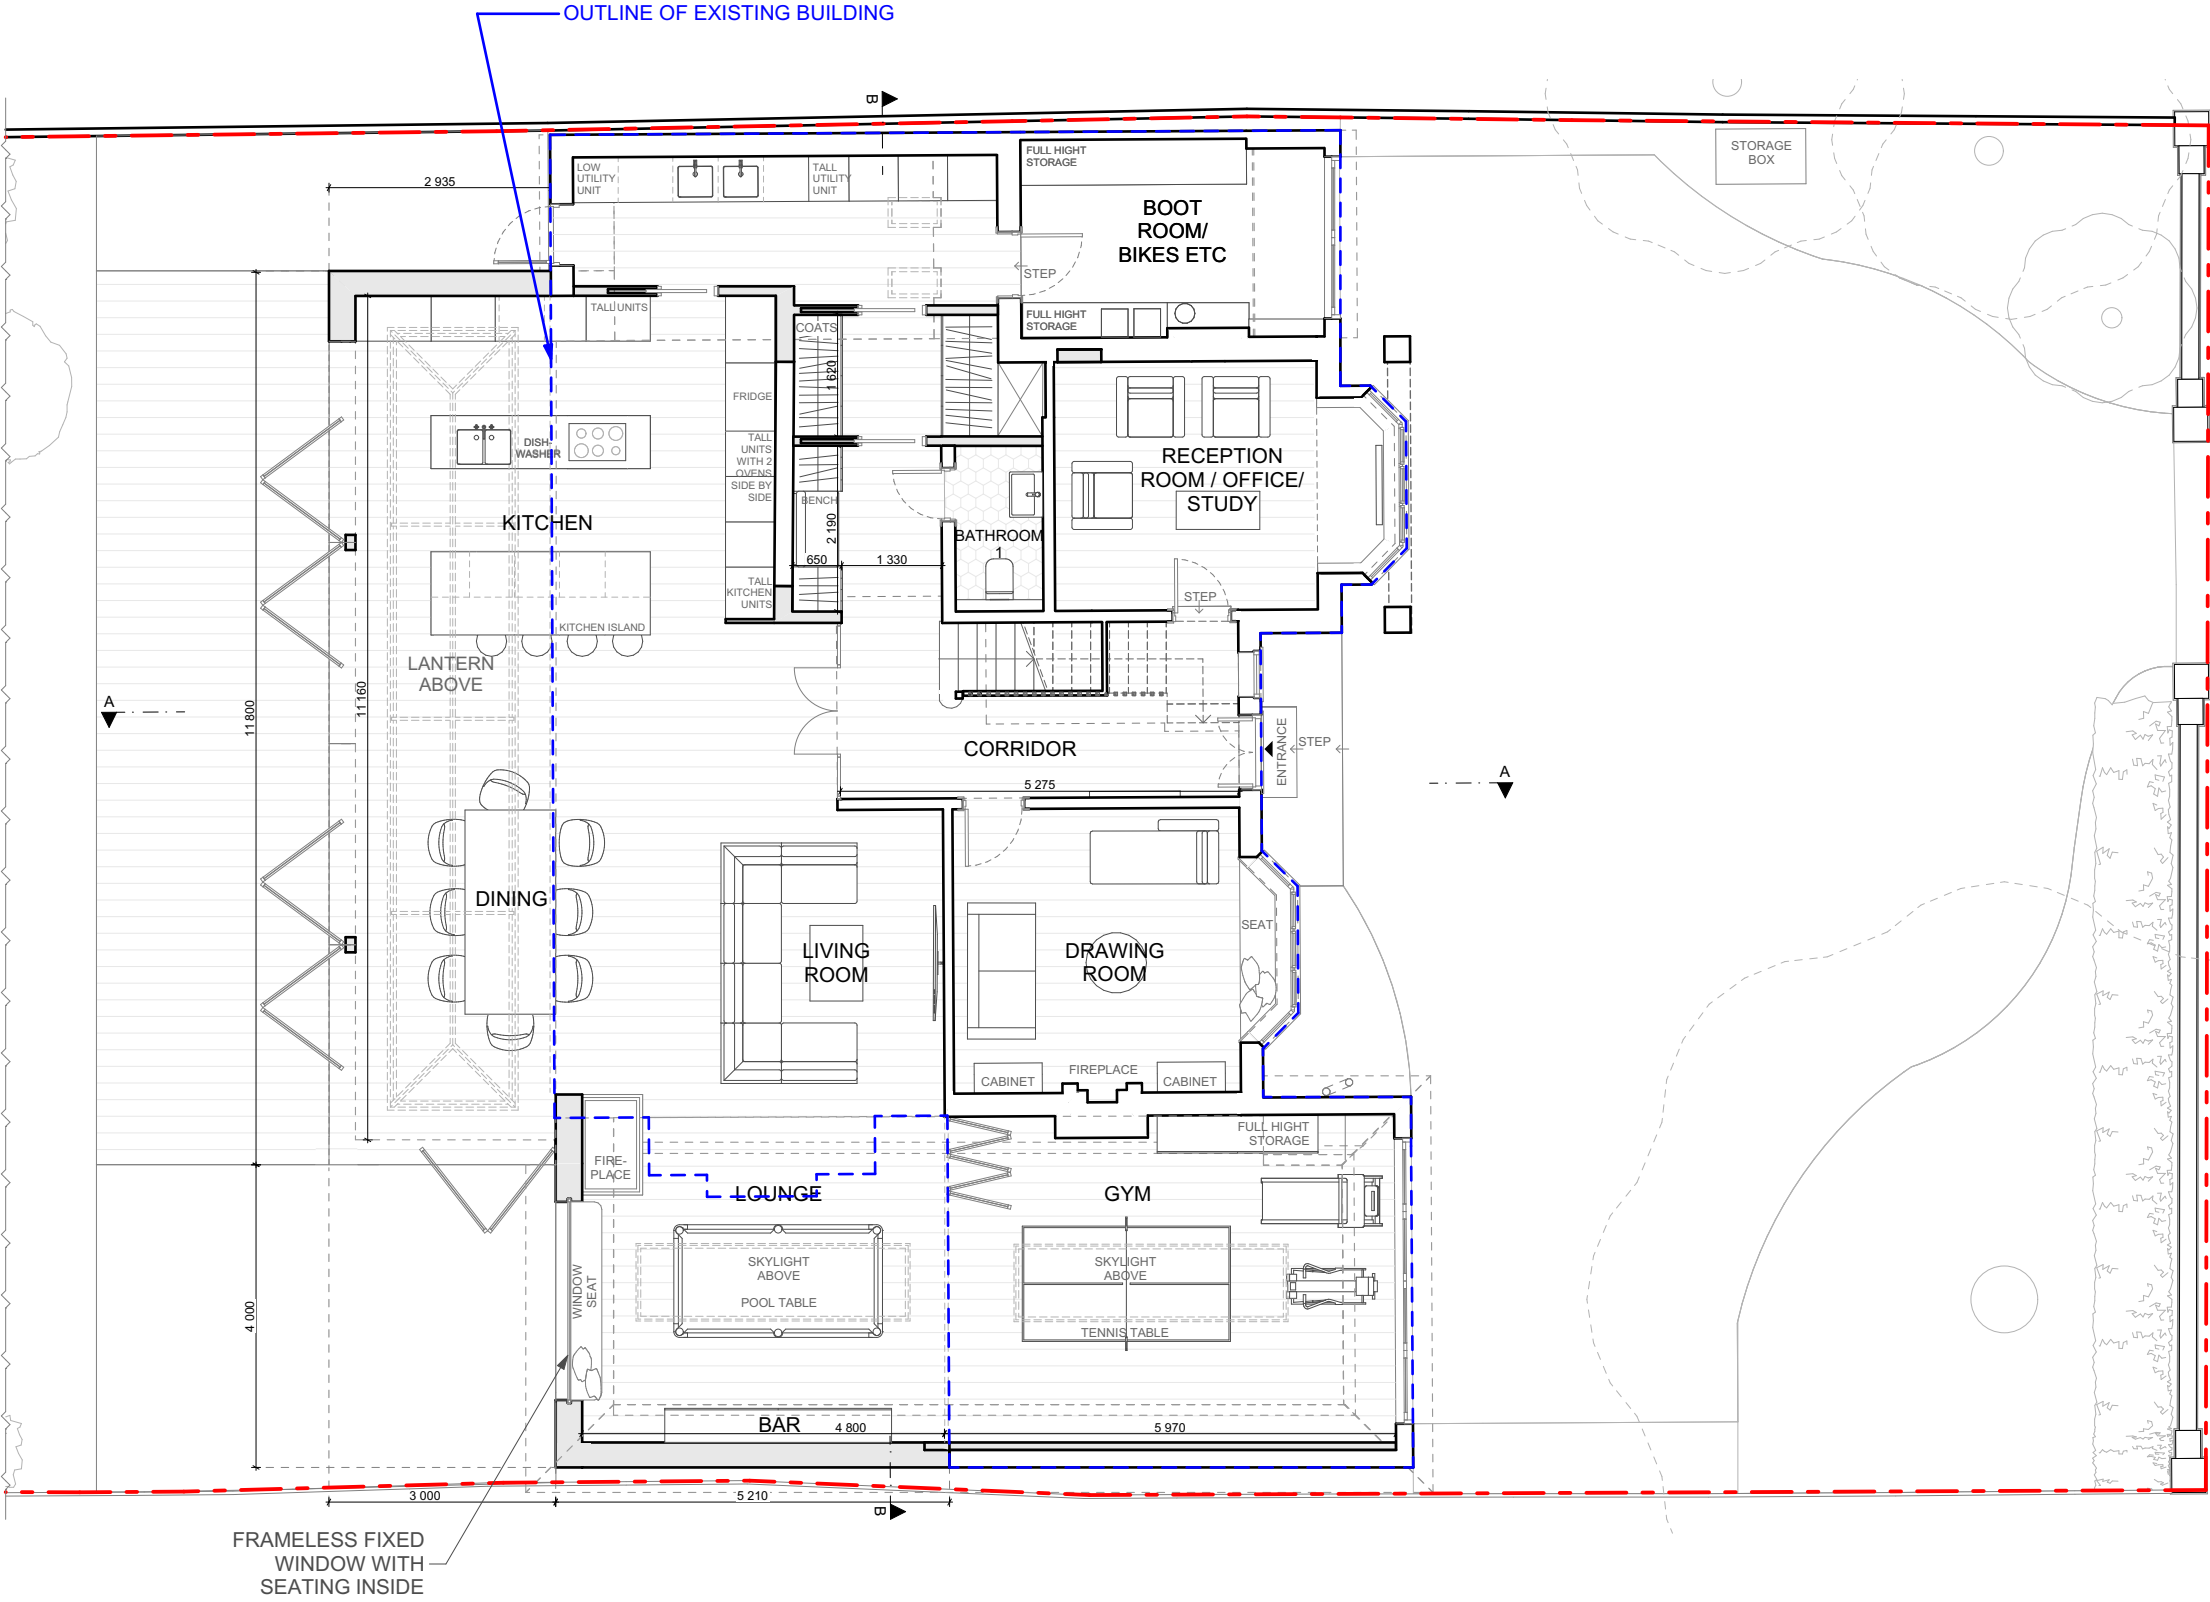 OUTLINE OF EXISTING BUILDING
B
STORAGE
BOX
FULL HIGHT
STORAGE
LOW
UTILITY
UNIT
TALL
UTILITY
UNIT
2 935
BOOT
ROOM/
BIKES ETC
STEP
TALL UNITS
FULL HIGHT
STORAGE
COATS
1 620
FRIDGE
TALL
UNITS
WITH 2
OVENS
SIDE BY
SIDE
DISH-
WASHER
RECEPTION
ROOM / OFFICE/
STUDY
BENCH
KITCHEN
2 190
BATHROOM
1
650
1 330
TALL
KITCHEN
UNITS
STEP
KITCHEN ISLAND
LANTERN
ABOVE
11 800
11 160
A
CORRIDOR
ENTRANCE
STEP
A
5 275
DINING
LIVING
ROOM
DRAWING
ROOM
SEAT
FIREPLACE
CABINET
CABINET
FULL HIGHT
STORAGE
FIRE-
PLACE
LOUNGE
GYM
SKYLIGHT
ABOVE
POOL TABLE
SKYLIGHT
ABOVE
TENNIS TABLE
WINDOW
SEAT
4 000
BAR
4 800
5 970
3 000
5 210
B
FRAMELESS FIXED
WINDOW WITH
SEATING INSIDE